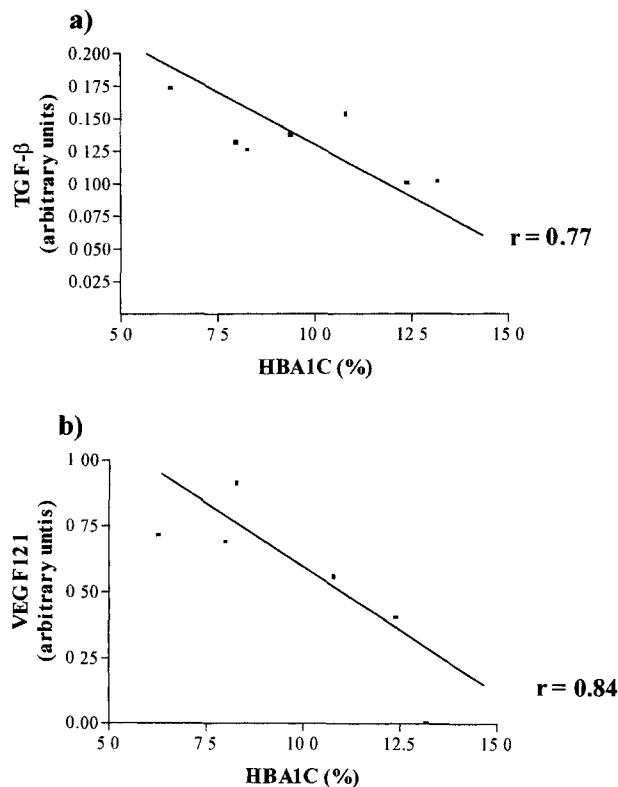 a)
TGF-β
(arbitrary units)
0.200
0 175
0 150
0.125
0 100
0.075
0.050
0 025
5 0
7 5
10 0
12 5
15 0
HBA1C (%)
r = 0.77
b)
VEGF121
(arbitrary untis)
1 00
0.75
0 50
0 25
0.00
5 0
7 5
10 0
12.5
15 0
HBA1C (%)
r = 0.84